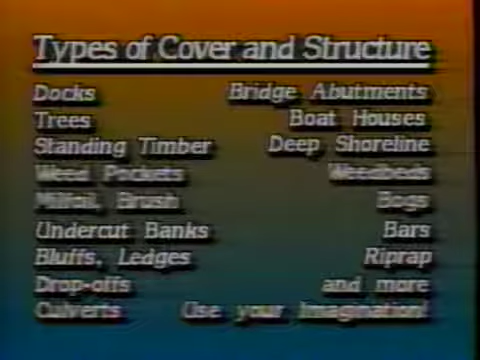 Types of Cover and Structure
Docks Bridge Abutments
Trees Boat Houses
Standing Timber Deep Shoreline
Weed Pockets Weedbeds
Milfoil, Brush Bogs
Undercut Banks Bars
Bluffs, Ledges Riprap
Drop-offs and more
Culverts Use your Imagination!